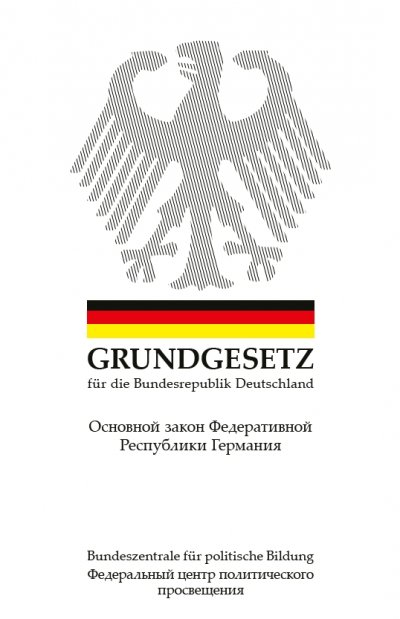 GRUNDGESETZ
für die Bundesrepublik Deutschland
Основной закон Федеративной
Республики Германия
Bundeszentrale für politische Bildung
Федеральный центр политического
просвещения